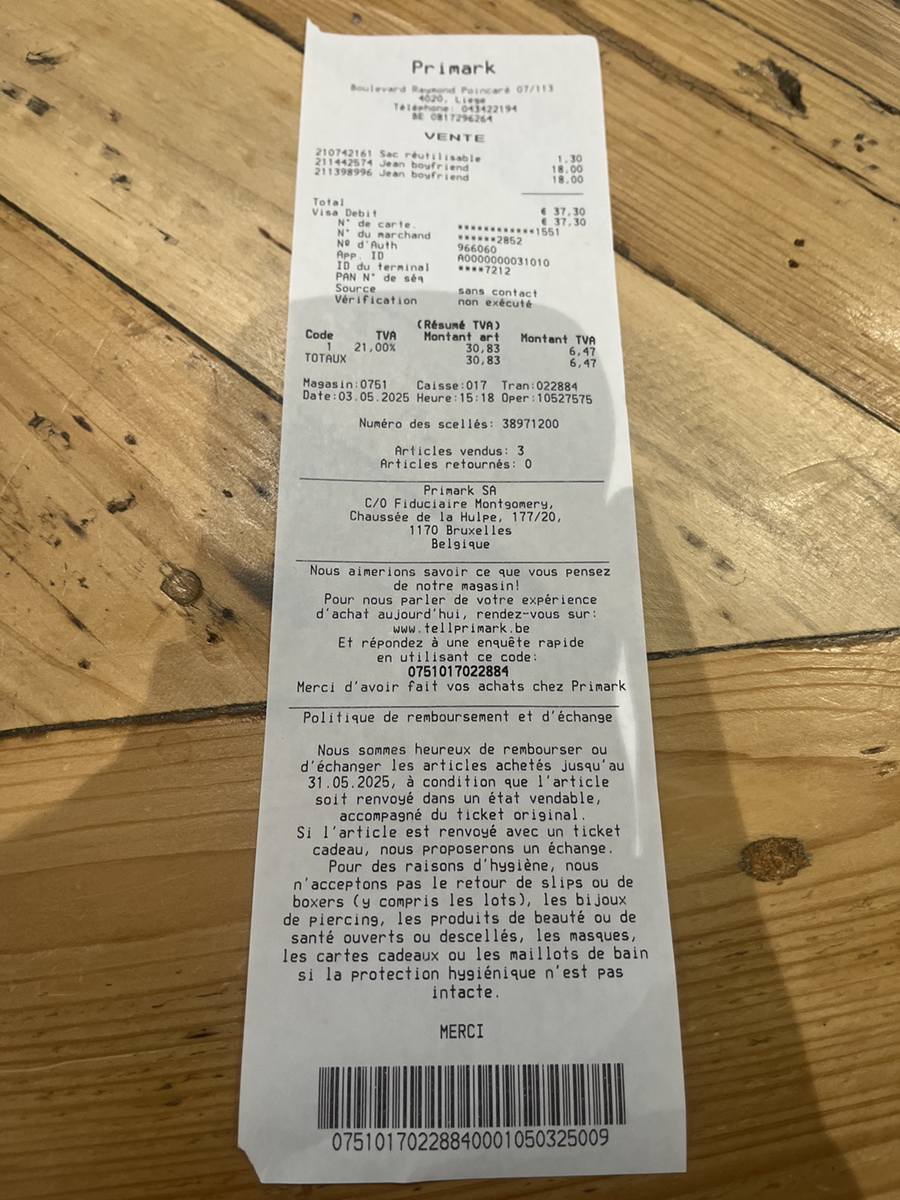 Primark
Boulevard Raymond Poincaré 07/113
4020, Liege
Téléphone: 043422194
BE 0817296264
VENTE
210742161 Sac réutilisable 1,30
211442574 Jean boyfriend 18,00
211398996 Jean boyfriend 18,00
Total € 37,30
Visa Debit € 37,30
N° de carte. ************1551
N° du marchand ******2852
Nº d'Auth 966060
App. ID A0000000031010
ID du terminal ****7212
PAN N° de séq
Source sans contact
Vérification non exécuté
(Résumé TVA)
Code TVA Montant art Montant TVA
1 21,00% 30,83 6,47
TOTAUX 30,83 6,47
Magasin:0751 Caisse:017 Tran:022884
Date:03.05.2025 Heure:15:18 Oper:10527575
Numéro des scellés: 38971200
Articles vendus: 3
Articles retournés: 0
Primark SA
C/O Fiduciaire Montgomery,
Chaussée de la Hulpe, 177/20,
1170 Bruxelles
Belgique
Nous aimerions savoir ce que vous pensez
de notre magasin!
Pour nous parler de votre expérience
d'achat aujourd'hui, rendez-vous sur:
www.tellprimark.be
Et répondez à une enquête rapide
en utilisant ce code:
0751017022884
Merci d'avoir fait vos achats chez Primark
Politique de remboursement et d'échange
Nous sommes heureux de rembourser ou
d'échanger les articles achetés jusqu'au
31.05.2025, à condition que l'article
soit renvoyé dans un état vendable,
accompagné du ticket original.
Si l'article est renvoyé avec un ticket
cadeau, nous proposerons un échange.
Pour des raisons d'hygiène, nous
n'acceptons pas le retour de slips ou de
boxers (y compris les lots), les bijoux
de piercing, les produits de beauté ou de
santé ouverts ou descellés, les masques,
les cartes cadeaux ou les maillots de bain
si la protection hygiénique n'est pas
intacte.
MERCI
07510170228840001050325009